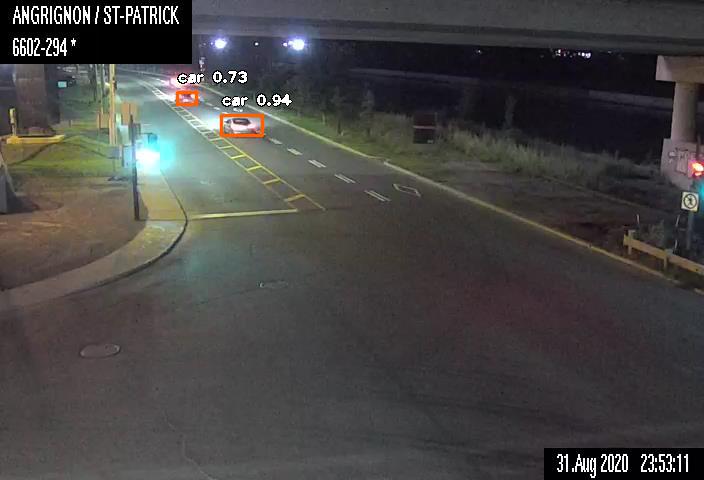 ANGRIGNON / ST-PATRICK
6602-294 *
car 0.73
car 0.94
31.Aug 2020 23:53:11